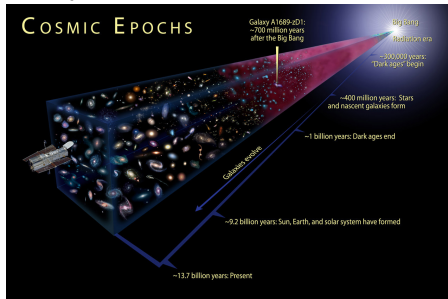 COSMIC EPOCHS
Galaxy A1689-zD1:
~700 million years
after the Big Bang
Big Bang
Radiation era
~300,000 years:
"Dark ages" begin
~400 million years: Stars
and nascent galaxies form
~1 billion years: Dark ages end
Galaxies evolve
~9.2 billion years: Sun, Earth, and solar system have formed
~13.7 billion years: Present